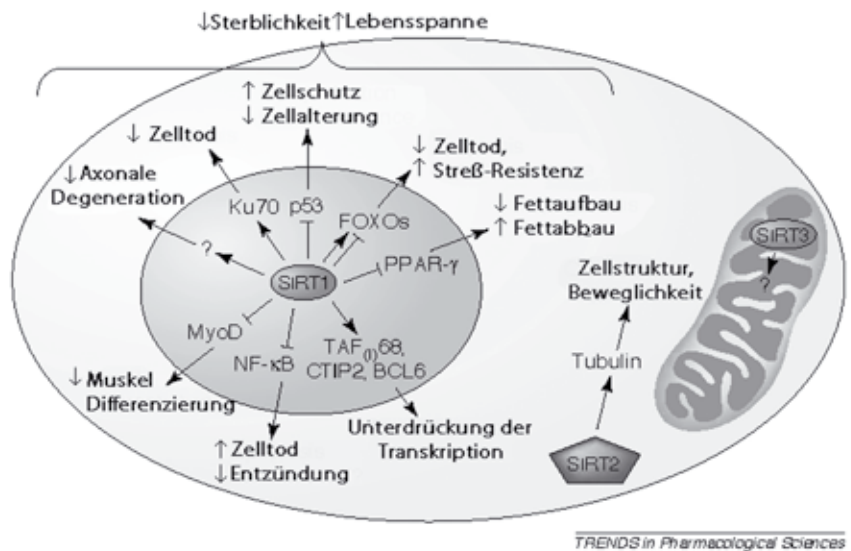 ↓Sterblichkeit↑Lebensspanne
↑ Zellschutz
↓ Zellalterung
↓ Zelltod
↓ Zelltod,
↑ Streß-Resistenz
↓ Axonale
Degeneration
Ku70 p53
FOXOs
↓ Fettaufbau
↑ Fettabbau
?
SiRT1
PPAR-γ
SiRT3
?
Zellstruktur,
Beweglichkeit
MyoD
NF-κB
TAF(I)68,
CTIP2, BCL6
Tubulin
↓ Muskel
Differenzierung
Unterdrückung der
Transkription
↑ Zelltod
↓Entzündung
SiRT2
TRENDS in Pharmacological Sciences